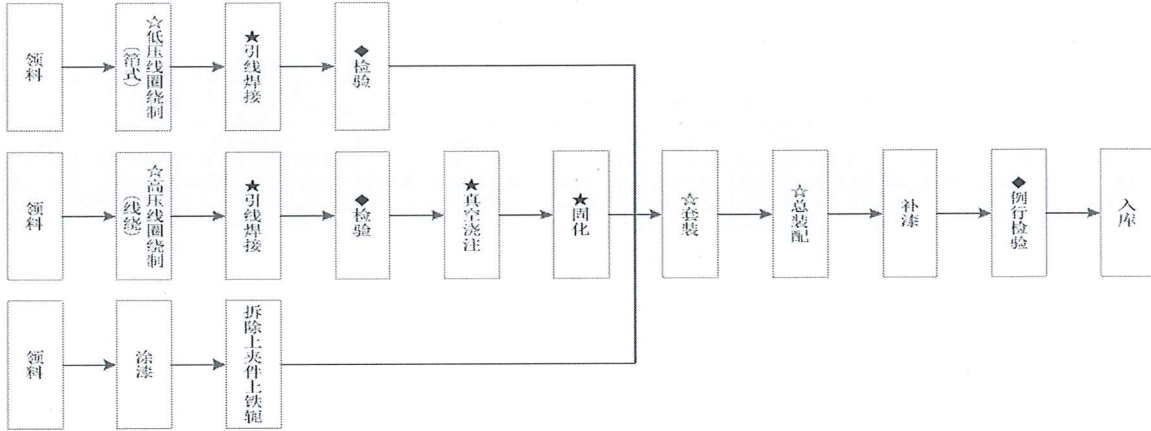 领料
☆低压线圈绕制
(箔式)
★引线焊接
◆检验
领料
☆高压线圈绕制
(线绕)
★引线焊接
◆检验
★真空浇注
★固化
☆套装
☆总装配
补漆
◆例行检验
入库
领料
涂漆
拆除上夹件上铁轭